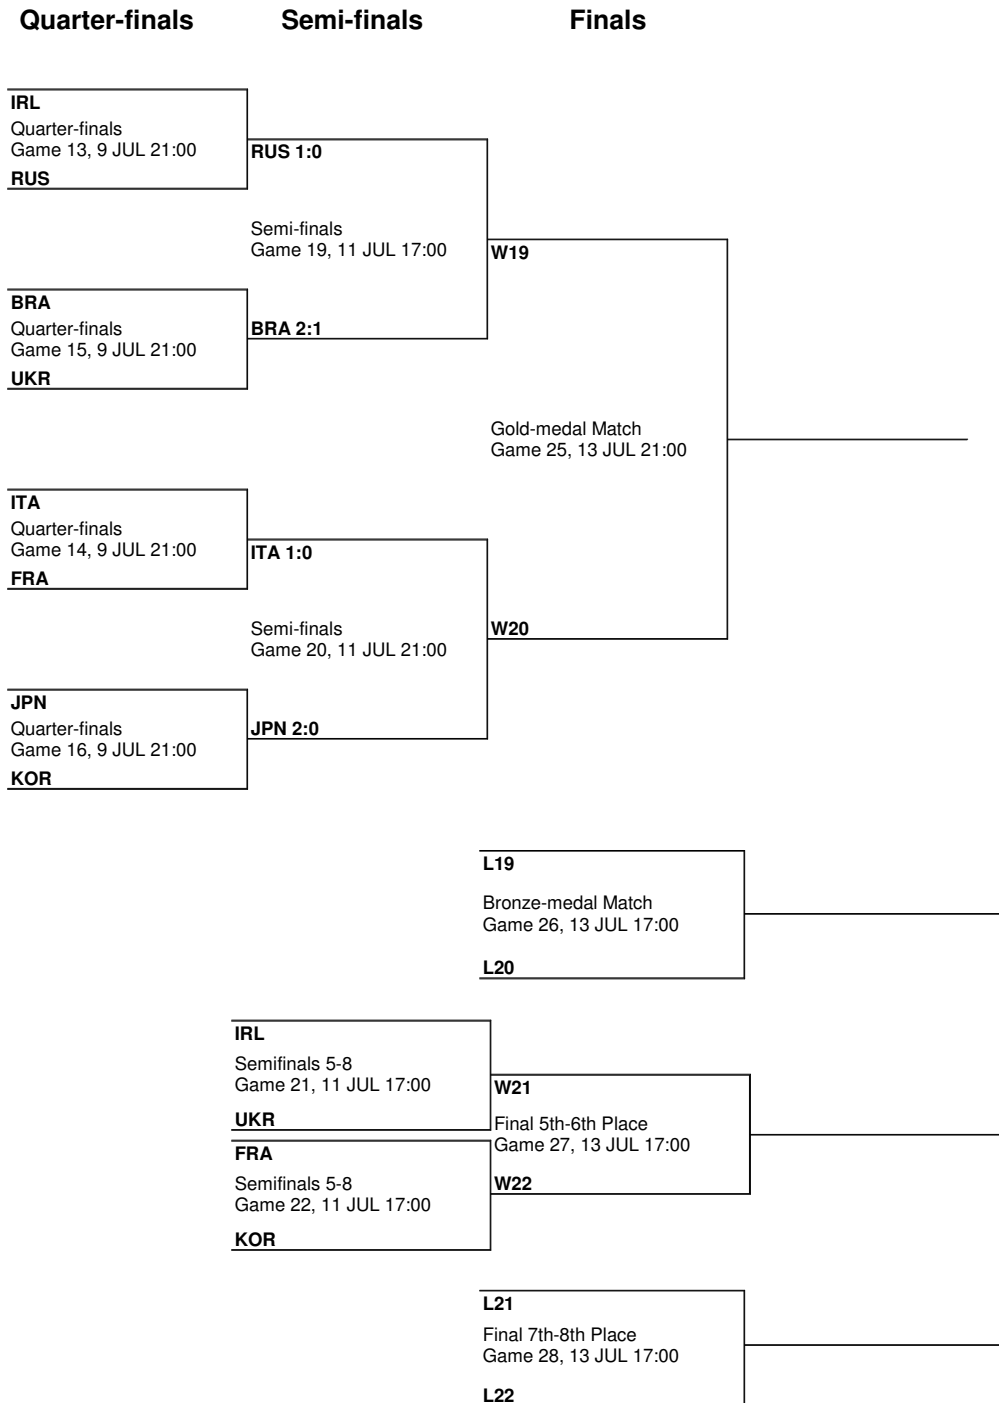 Quarter-finals Semi-finals Finals
IRL
Quarter-finals
Game 13, 9 JUL 21:00
RUS
RUS 1:0
Semi-finals
Game 19, 11 JUL 17:00
W19
BRA
Quarter-finals
Game 15, 9 JUL 21:00
UKR
BRA 2:1
Gold-medal Match
Game 25, 13 JUL 21:00
ITA
Quarter-finals
Game 14, 9 JUL 21:00
FRA
ITA 1:0
Semi-finals
Game 20, 11 JUL 21:00
W20
JPN
Quarter-finals
Game 16, 9 JUL 21:00
KOR
JPN 2:0
L19
Bronze-medal Match
Game 26, 13 JUL 17:00
L20
IRL
Semifinals 5-8
Game 21, 11 JUL 17:00
UKR
W21
Final 5th-6th Place
Game 27, 13 JUL 17:00
W22
FRA
Semifinals 5-8
Game 22, 11 JUL 17:00
KOR
L21
Final 7th-8th Place
Game 28, 13 JUL 17:00
L22